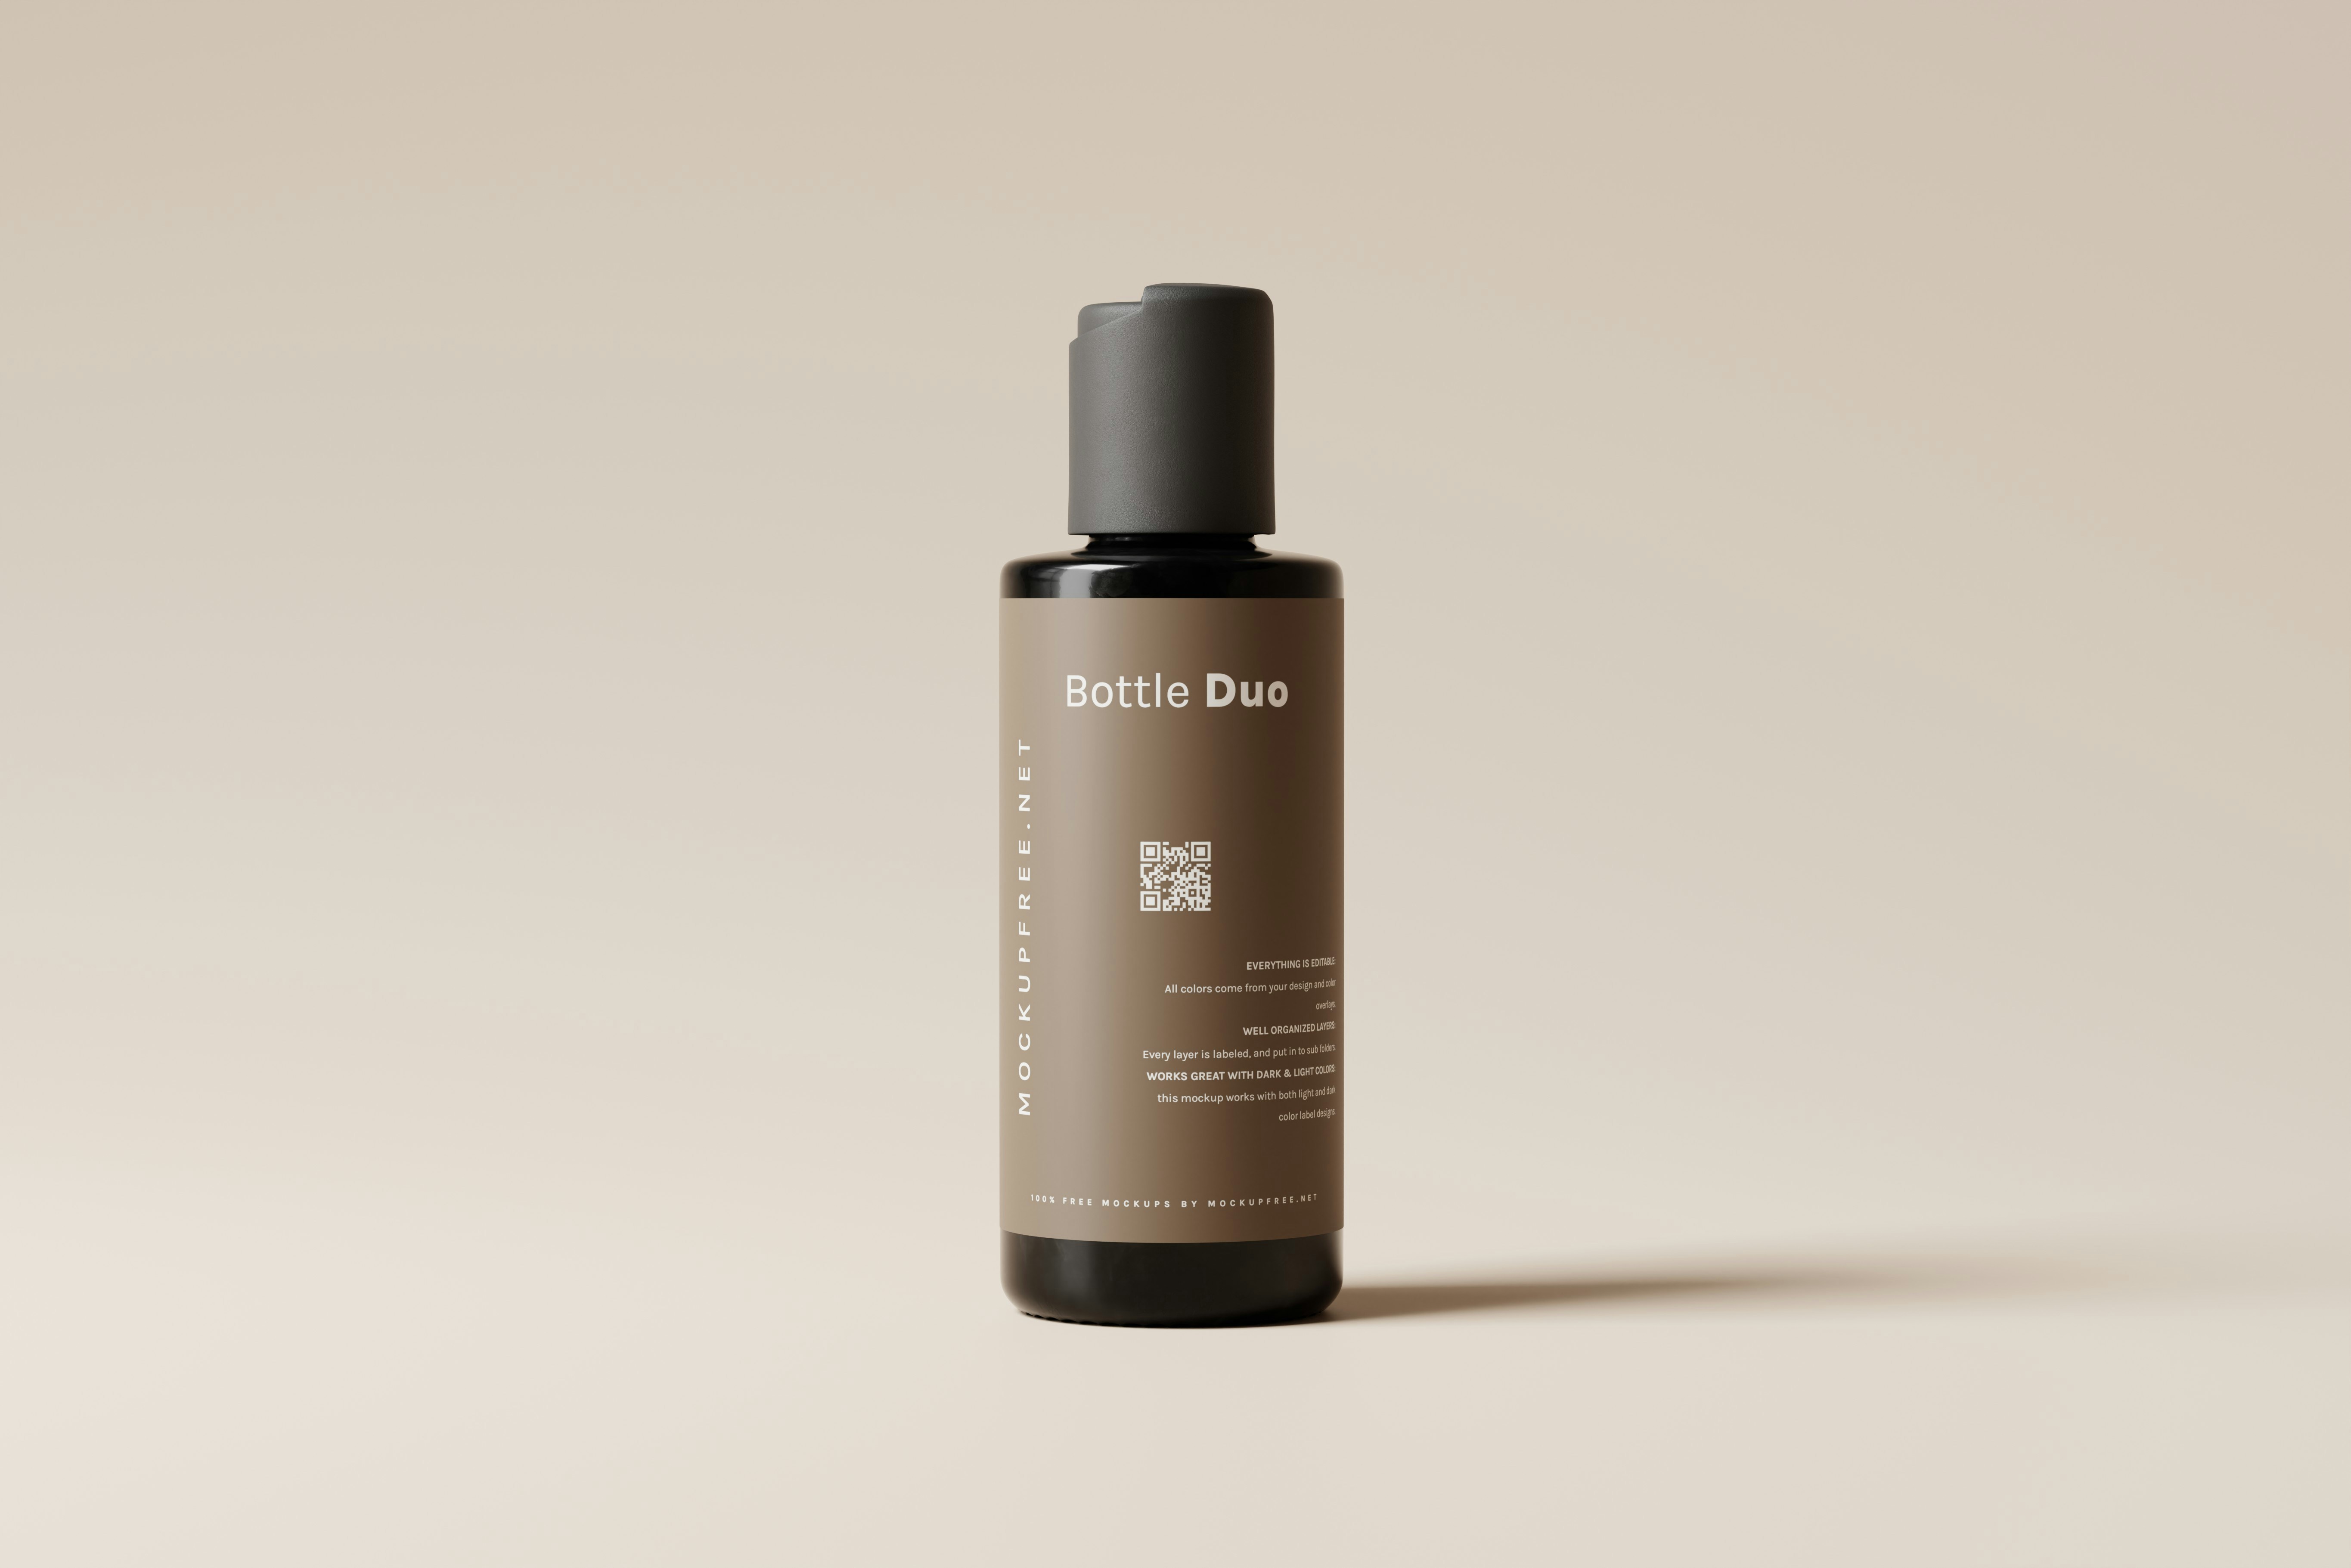 Bottle Duo
MOCKUPFREE.NET
EVERYTHING IS EDITABLE:
All colors come from your design and color
overlays.
WELL ORGANIZED LAYERS:
Every layer is labeled, and put in to sub folders.
WORKS GREAT WITH DARK & LIGHT COLORS:
this mockup works with both light and dark
color label designs.
100% FREE MOCKUPS BY MOCKUPFREE.NET